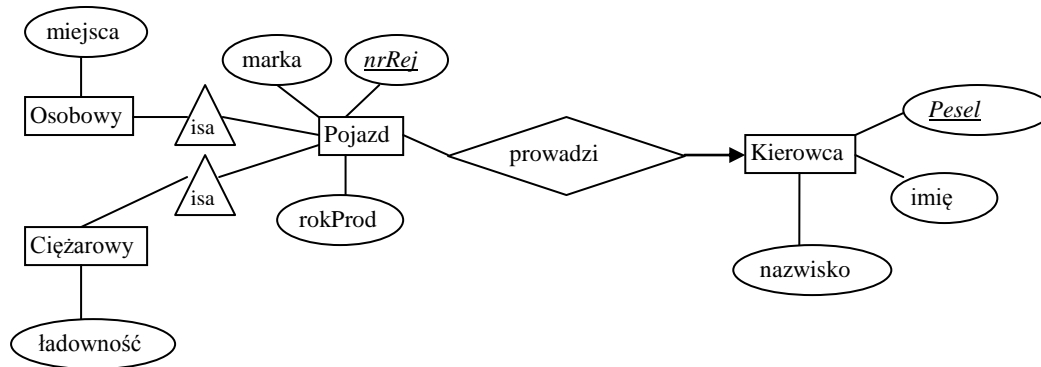 miejsca
marka
nrRej
Osobowy
isa
Pojazd
prowadzi
Kierowca
Pesel
isa
imię
rokProd
Ciężarowy
nazwisko
ładowność